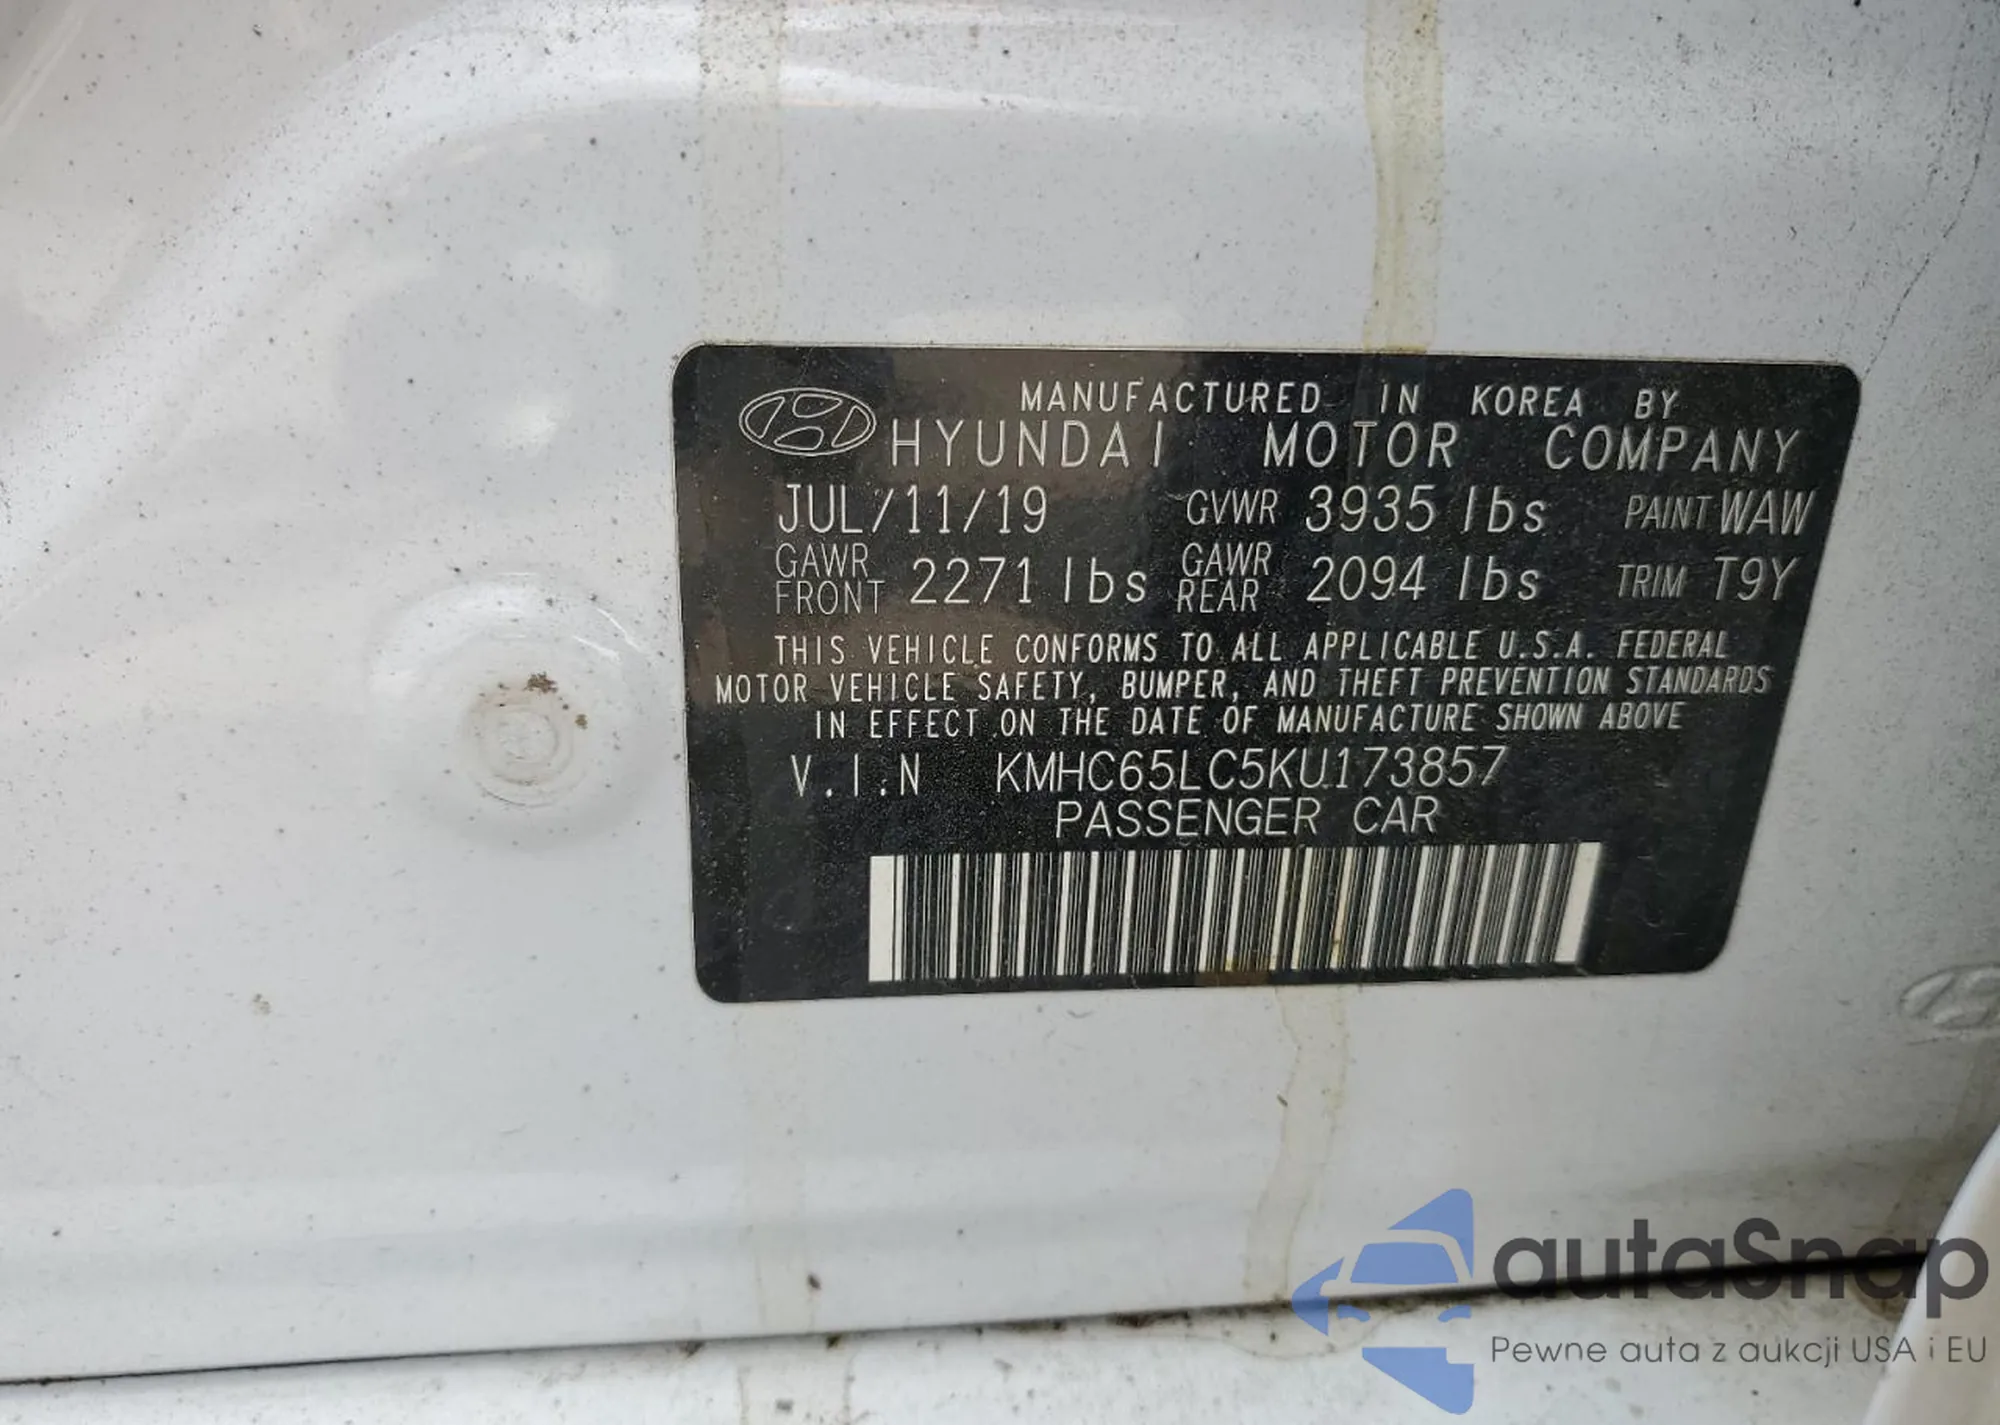 MANUFACTURED IN KOREA BY
HYUNDAI MOTOR COMPANY
JUL/11/19 GVWR 3935 lbs PAINT WAW
GAWR FRONT 2271 lbs GAWR REAR 2094 lbs TRIM T9Y
THIS VEHICLE CONFORMS TO ALL APPLICABLE U.S.A. FEDERAL
MOTOR VEHICLE SAFETY, BUMPER, AND THEFT PREVENTION STANDARDS
IN EFFECT ON THE DATE OF MANUFACTURE SHOWN ABOVE
V.I.N KMHC65LC5KU173857
PASSENGER CAR
autaSnap
Pewne auta z aukcji USA i EU